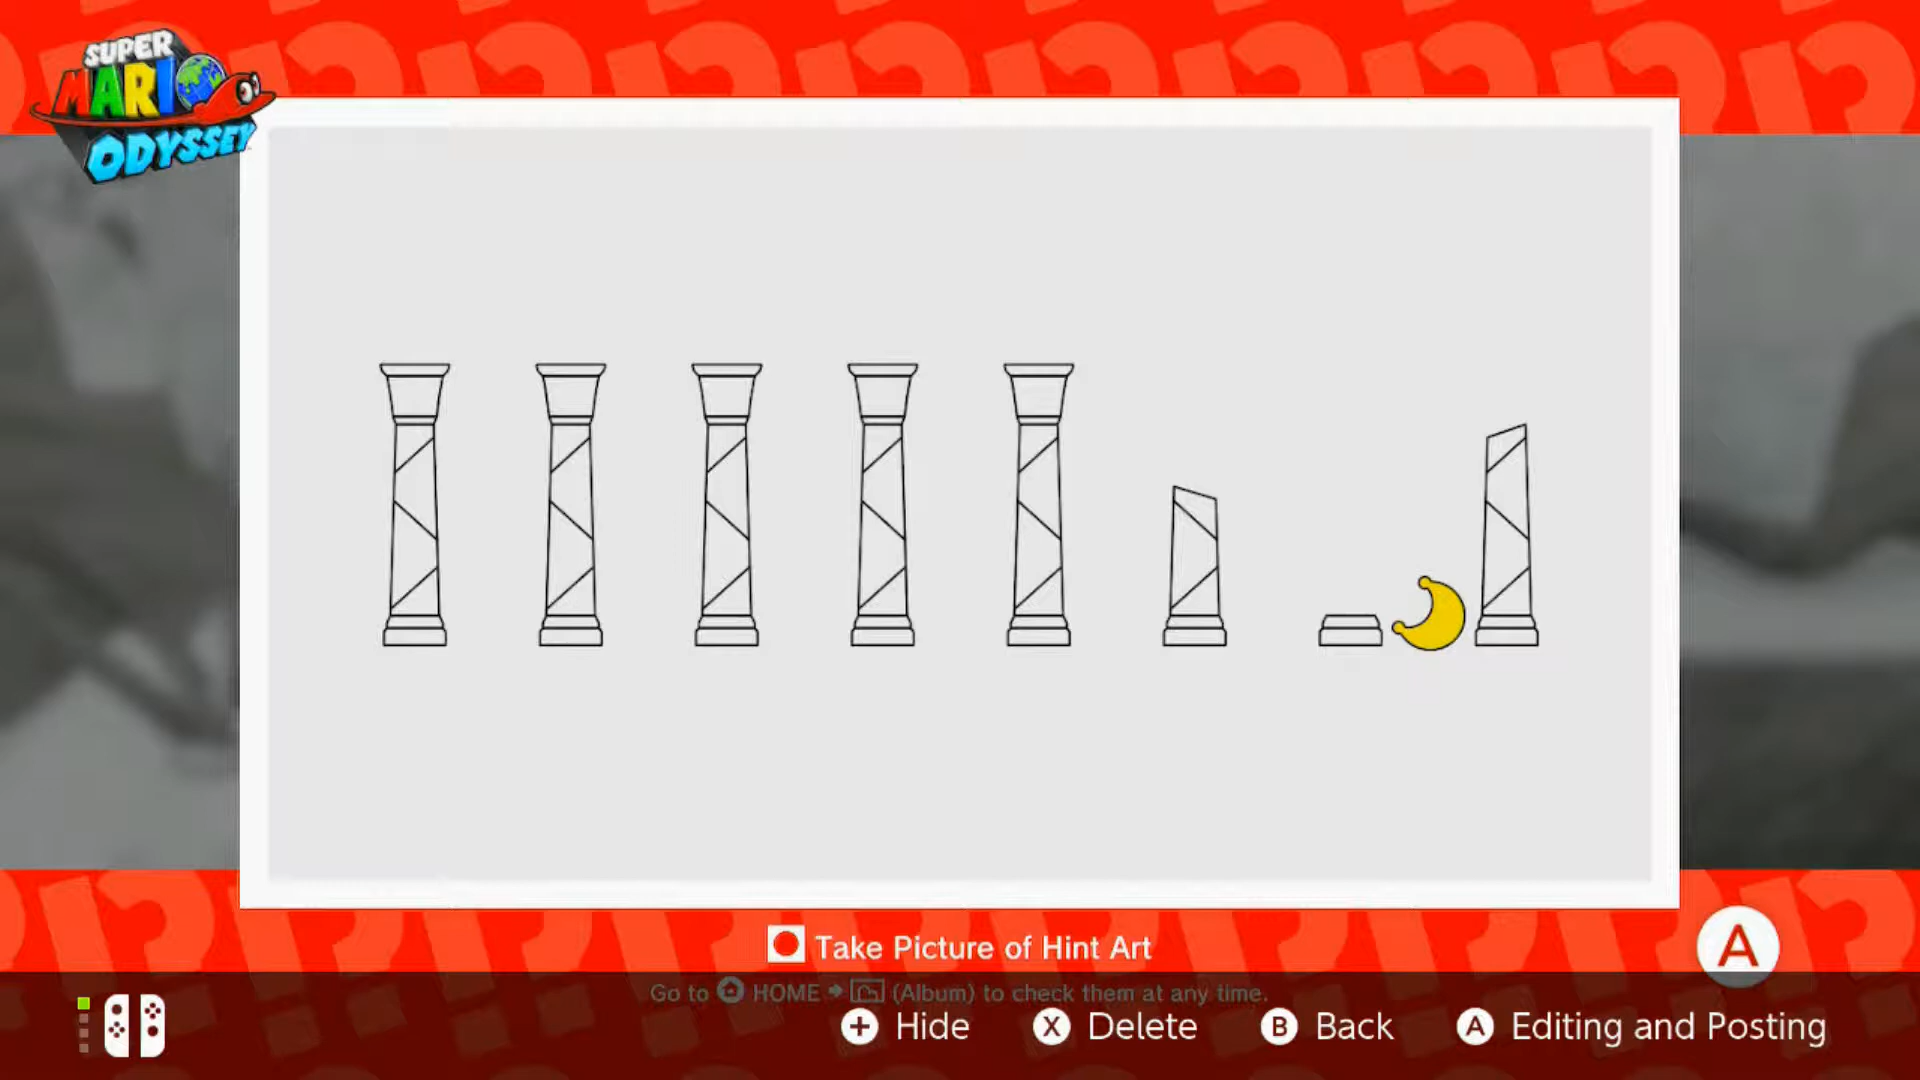 SUPER
MARIO
ODYSSEY
Take Picture of Hint Art
A
Go to HOME (Album) to check them at any time.
+ Hide
X Delete
B Back
A Editing and Posting